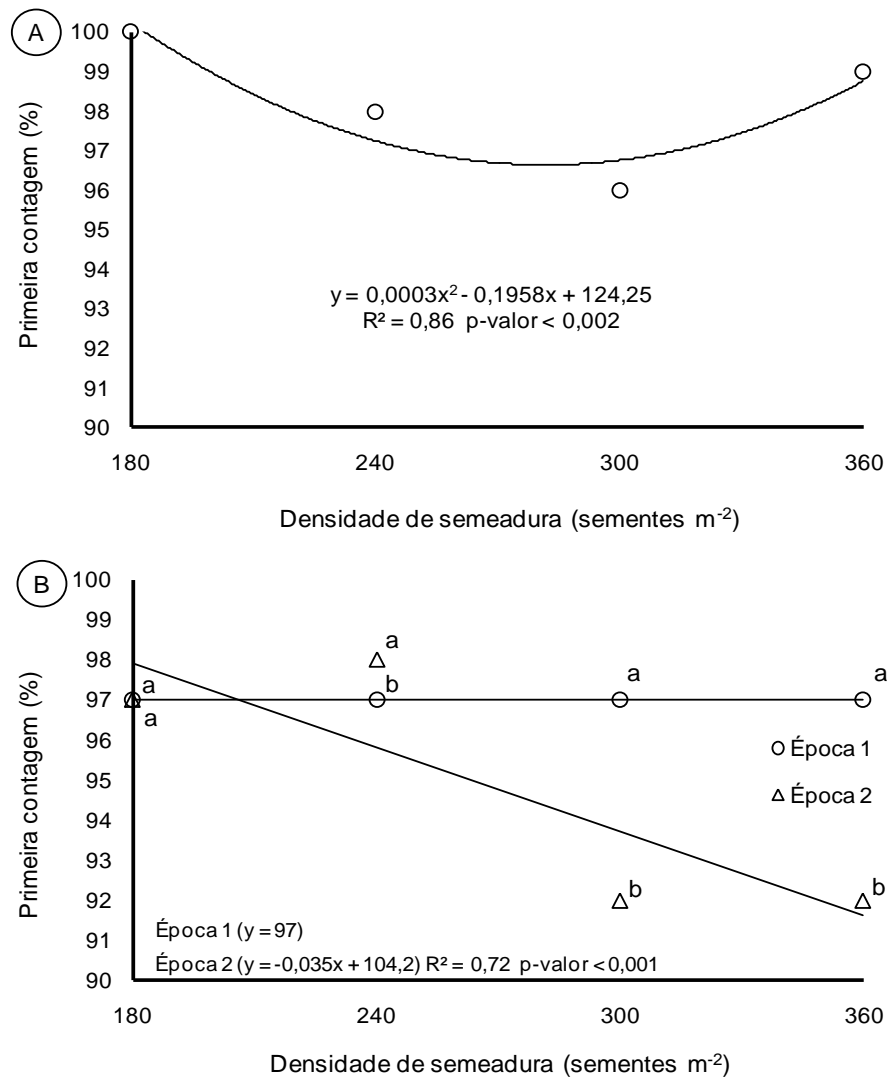 A
100
99
98
97
96
95
94
93
92
91
90
Primeira contagem (%)
y = 0,0003x² - 0,1958x + 124,25
R² = 0,86 p-valor < 0,002
180 240 300 360
Densidade de semeadura (sementes m⁻²)
B
100
99
98
97
96
95
94
93
92
91
90
Primeira contagem (%)
a
a
a
b
a
a
b
b
Época 1
Época 2
Época 1 (y = 97)
Época 2 (y = -0,035x + 104,2) R² = 0,72 p-valor < 0,001
180 240 300 360
Densidade de semeadura (sementes m⁻²)